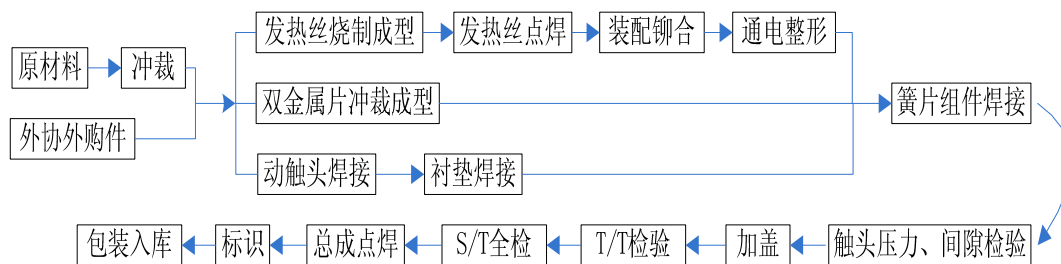 发热丝烧制成型
发热丝点焊
装配铆合
通电整形
原材料
冲裁
双金属片冲裁成型
簧片组件焊接
外协外购件
动触头焊接
衬垫焊接
包装入库
标识
总成点焊
S/T全检
T/T检验
加盖
触头压力、间隙检验